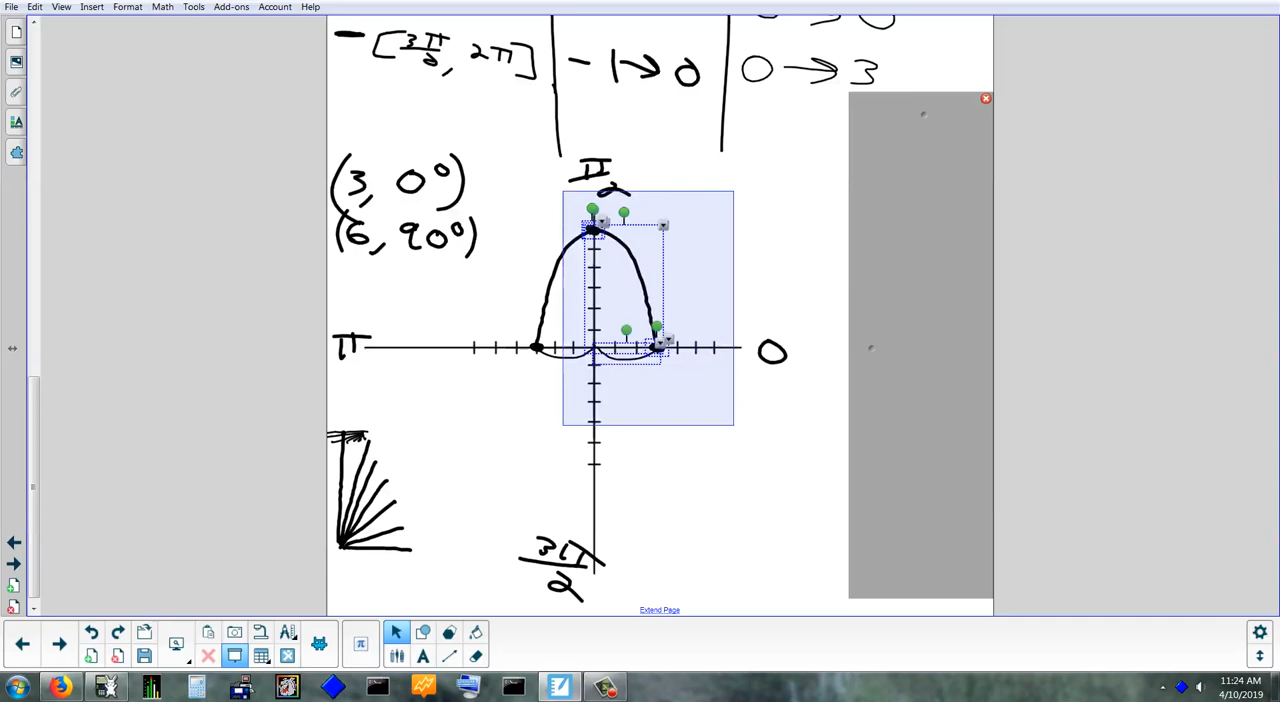 File Edit View Insert Format Math Tools Add-ons Account Help
- [3π/2, 2π] -1→0 0→3
(3, 0°)
(6, 90°)
π/2
π 0
3π/2
Extend Page
π A
11:24 AM
4/10/2019